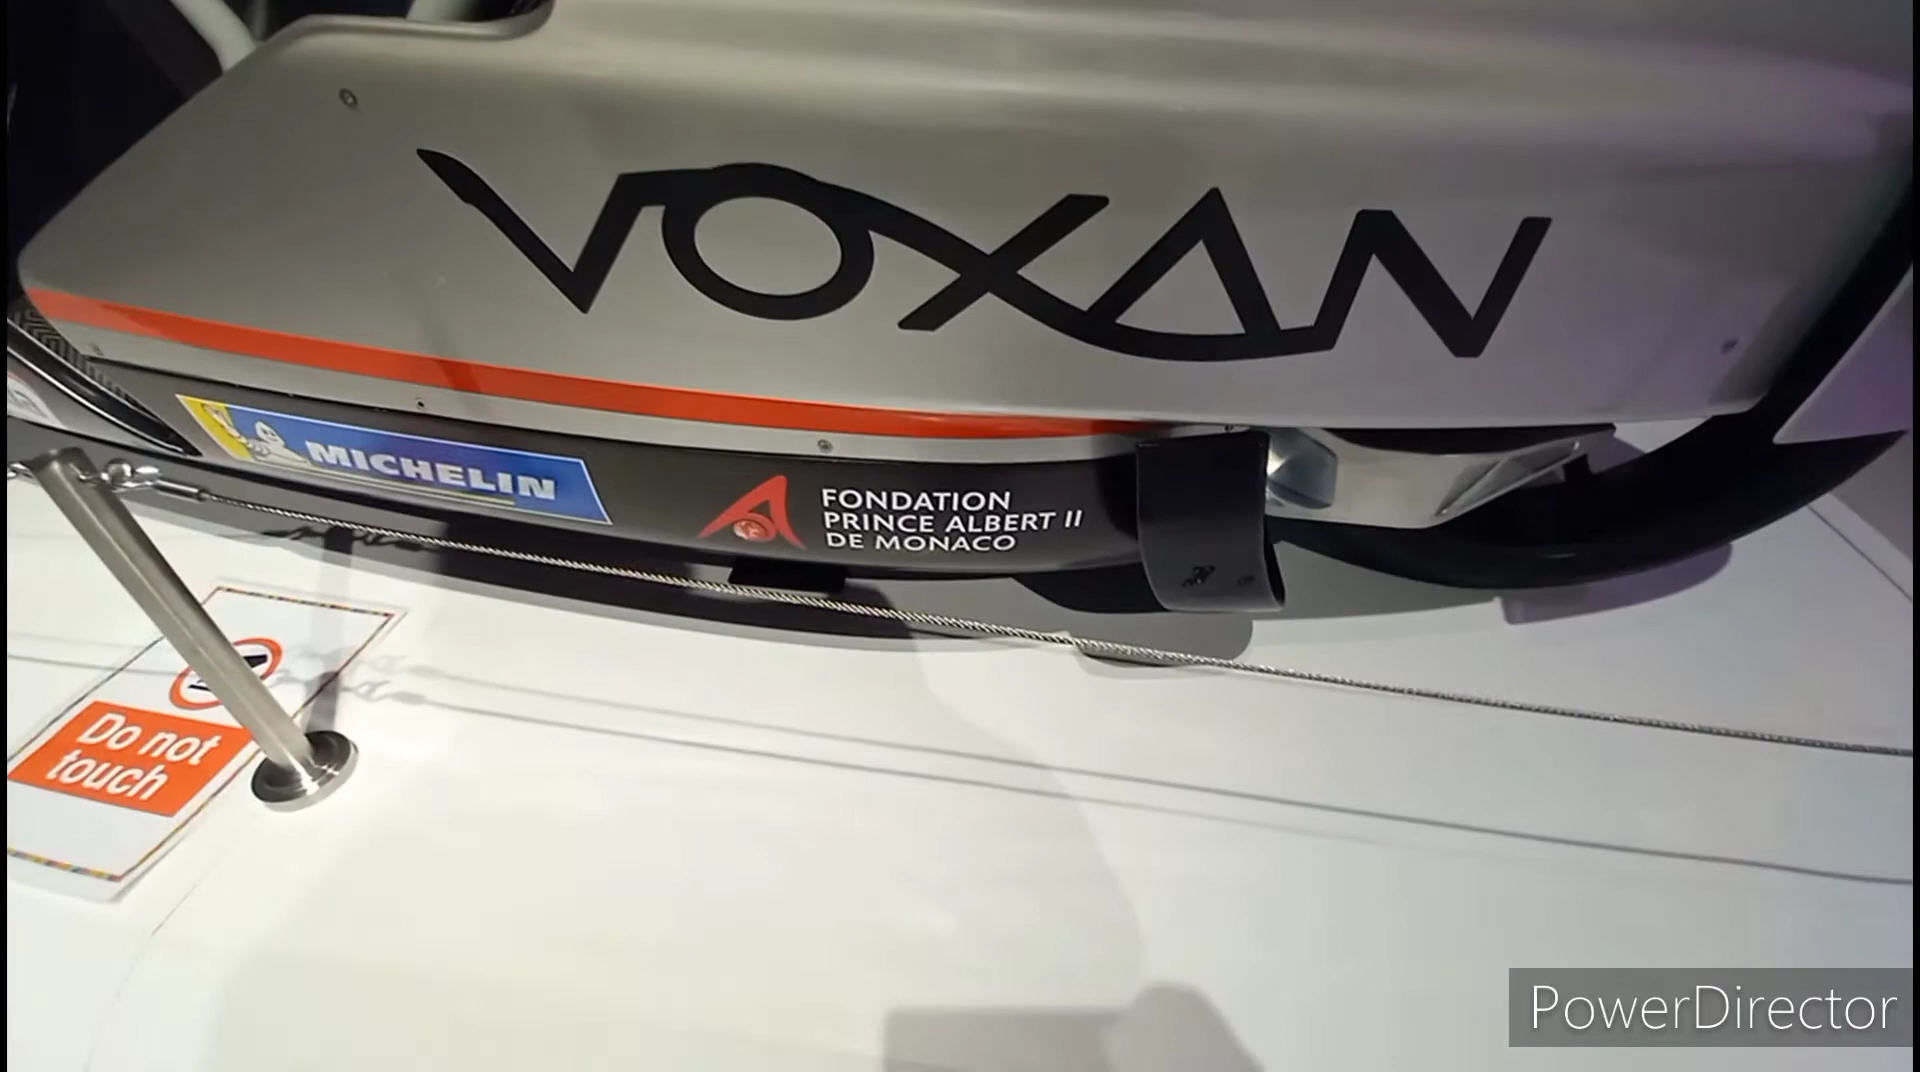 VOXAN
MICHELIN
FONDATION
PRINCE ALBERT II
DE MONACO
Do not
touch
PowerDirector